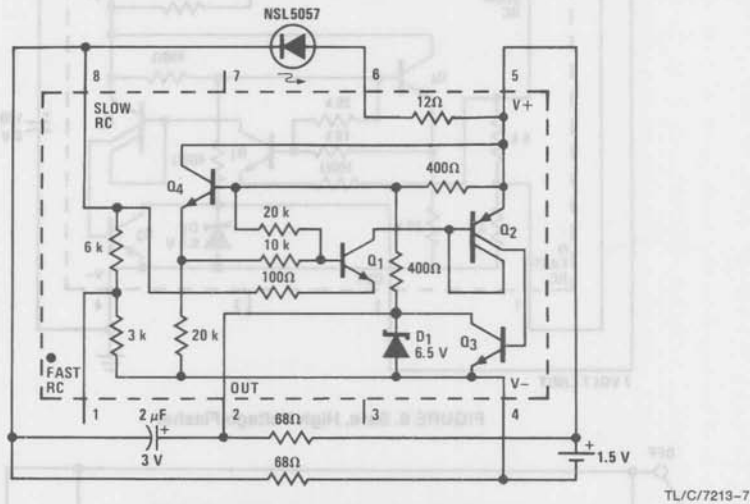 NSL5057
8
7
6
5
SLOW
RC
12Ω
V+
Q4
400Ω
20 k
Q2
6 k
10 k
Q1
400Ω
100Ω
3 k
20 k
D1
6.5 V
Q3
FAST
RC
OUT
V−
1
2 μF
2
68Ω
3
4
+
3 V
68Ω
+
1.5 V
TL/C/7213–7